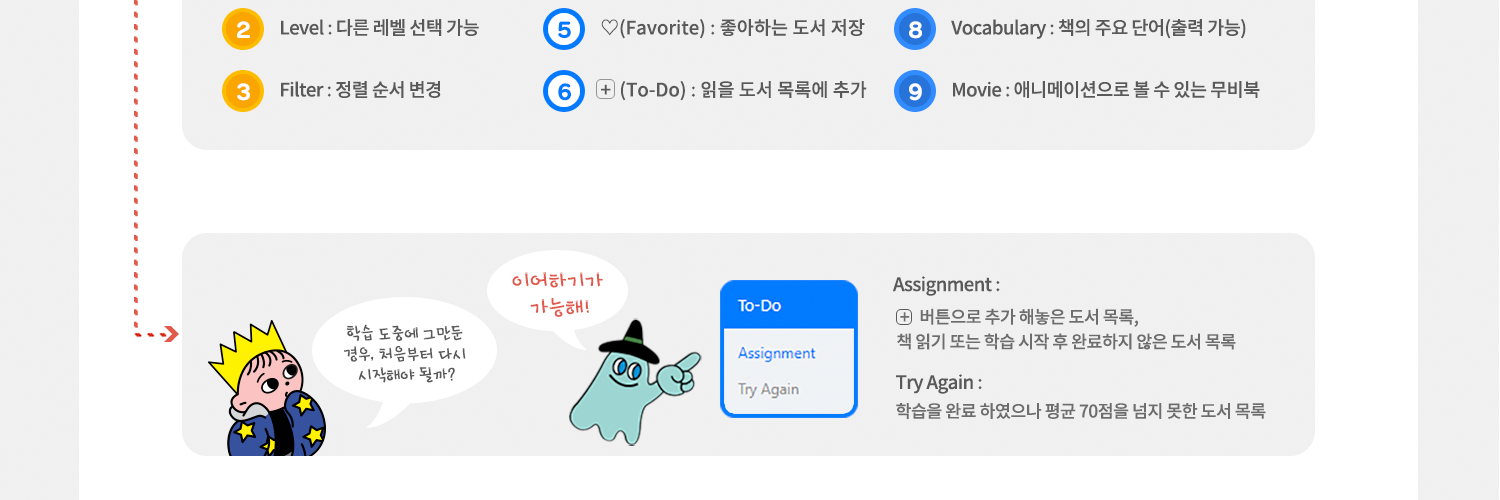 2 Level : 다른 레벨 선택 가능
5 ♡(Favorite) : 좋아하는 도서 저장
8 Vocabulary : 책의 주요 단어(출력 가능)
3 Filter : 정렬 순서 변경
6 + (To-Do) : 읽을 도서 목록에 추가
9 Movie : 애니메이션으로 볼 수 있는 무비북
학습 도중에 그만둔
경우, 처음부터 다시
시작해야 될까?
이어하기가
가능해!
To-Do
Assignment
Try Again
Assignment :
+ 버튼으로 추가 해놓은 도서 목록,
책 읽기 또는 학습 시작 후 완료하지 않은 도서 목록
Try Again :
학습을 완료 하였으나 평균 70점을 넘지 못한 도서 목록